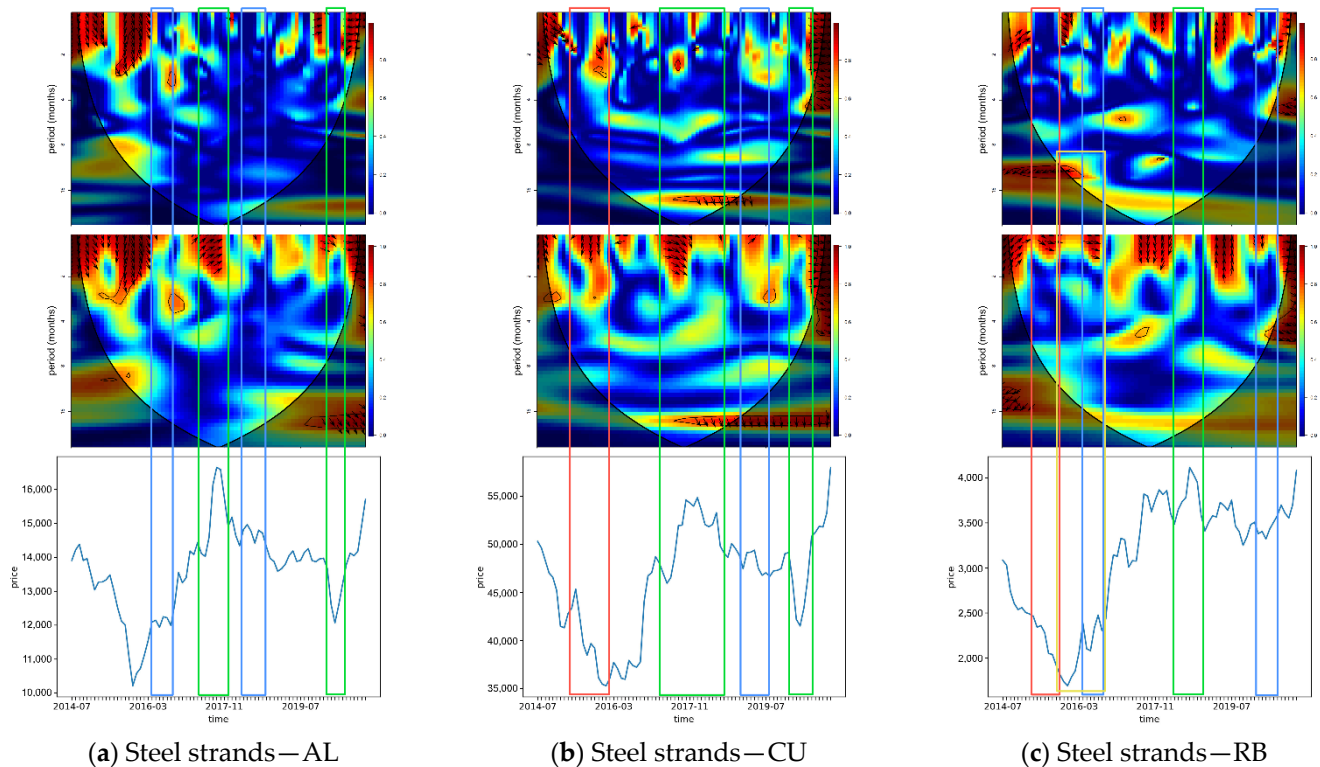 period (months)
period (months)
period (months)
period (months)
period (months)
period (months)
price
16,000
15,000
14,000
13,000
12,000
11,000
10,000
2014-07 2016-03 2017-11 2019-07
time
price
55,000
50,000
45,000
40,000
35,000
2014-07 2016-03 2017-11 2019-07
time
price
4,000
3,500
3,000
2,500
2,000
2014-07 2016-03 2017-11 2019-07
time
(a) Steel strands—AL
(b) Steel strands—CU
(c) Steel strands—RB